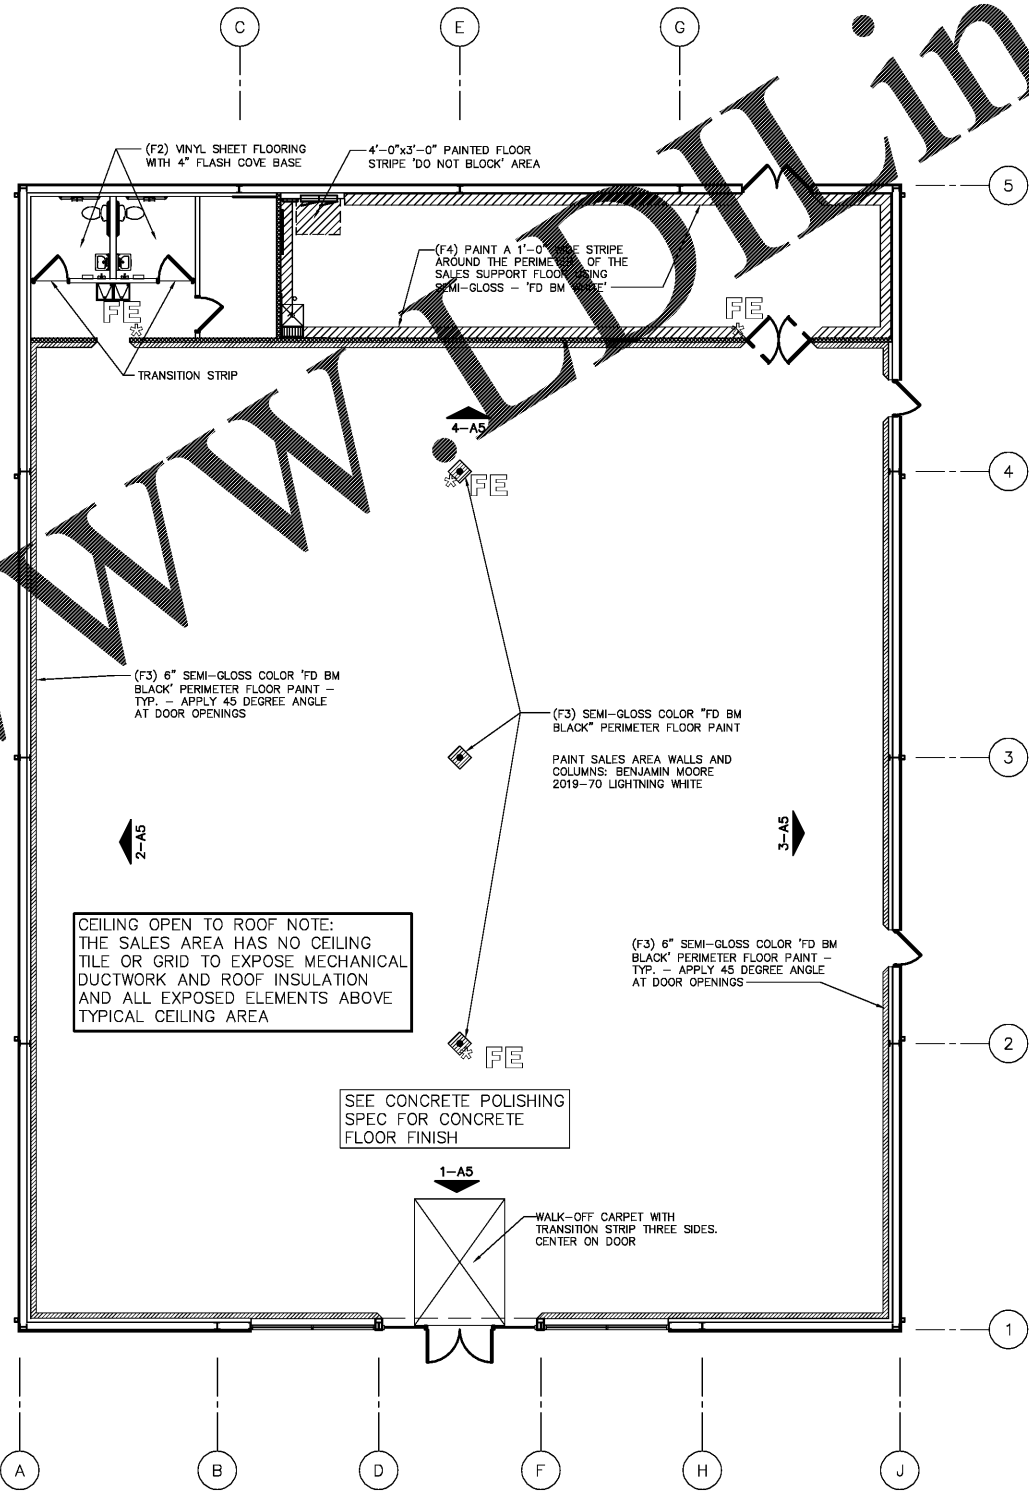 C
E
G
(F2) VINYL SHEET FLOORING
WITH 4" FLASH COVE BASE
4'-0"x3'-0" PAINTED FLOOR
STRIPE 'DO NOT BLOCK' AREA
5
(F4) PAINT A 1'-0" WIDE STRIPE
AROUND THE PERIMETER OF THE
SALES SUPPORT FLOOR USING
SEMI-GLOSS - 'FD BM WHITE'
FE
*
FE
*
TRANSITION STRIP
4-A5
4
* FE
www.LDILin
(F3) 6" SEMI-GLOSS COLOR 'FD BM
BLACK' PERIMETER FLOOR PAINT -
TYP. - APPLY 45 DEGREE ANGLE
AT DOOR OPENINGS
(F3) SEMI-GLOSS COLOR "FD BM
BLACK" PERIMETER FLOOR PAINT
PAINT SALES AREA WALLS AND
COLUMNS: BENJAMIN MOORE
2019-70 LIGHTNING WHITE
3
2-A5
3-A5
CEILING OPEN TO ROOF NOTE:
THE SALES AREA HAS NO CEILING
TILE OR GRID TO EXPOSE MECHANICAL
DUCTWORK AND ROOF INSULATION
AND ALL EXPOSED ELEMENTS ABOVE
TYPICAL CEILING AREA
(F3) 6" SEMI-GLOSS COLOR 'FD BM
BLACK' PERIMETER FLOOR PAINT -
TYP. - APPLY 45 DEGREE ANGLE
AT DOOR OPENINGS
2
* FE
SEE CONCRETE POLISHING
SPEC FOR CONCRETE
FLOOR FINISH
1-A5
WALK-OFF CARPET WITH
TRANSITION STRIP THREE SIDES.
CENTER ON DOOR
1
A
B
D
F
H
J